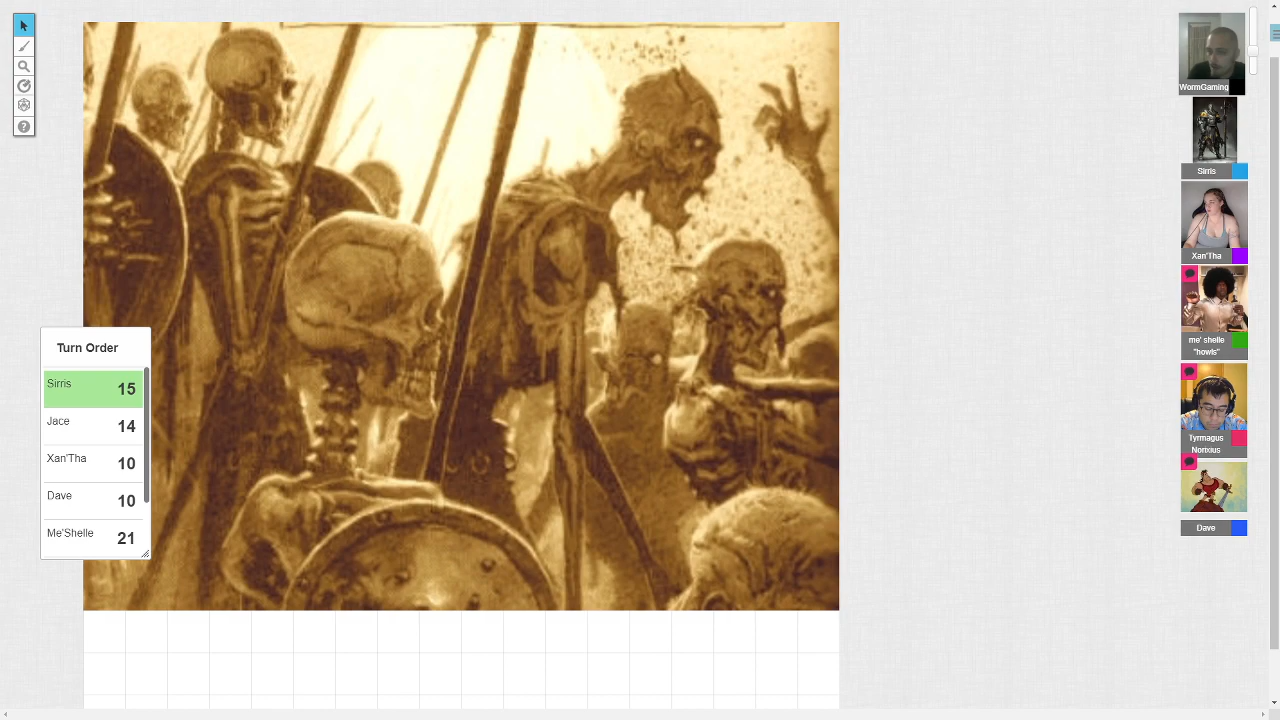 WormGaming
Sirris
Xan'Tha
me' shelle
"howls"
Tyrmagus
Norixius
Dave
Turn Order
Sirris 15
Jace 14
Xan'Tha 10
Dave 10
Me'Shelle 21